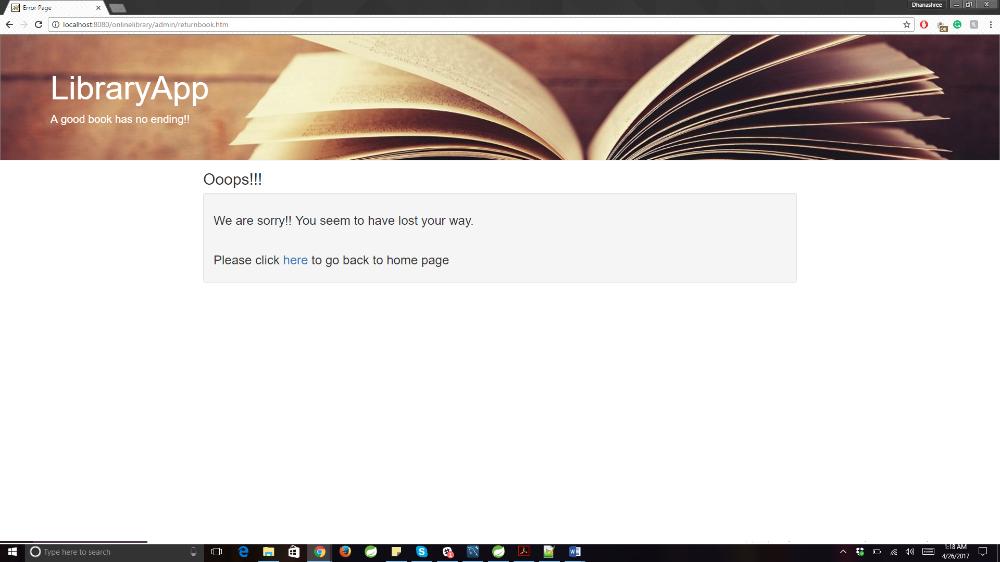 Error Page
Dhanashree
localhost:8080/onlinelibrary/admin/returnbook.htm
Off
LibraryApp
A good book has no ending!!
Ooops!!!
We are sorry!! You seem to have lost your way.
Please click here to go back to home page
Type here to search
1
1:18 AM
4/26/2017